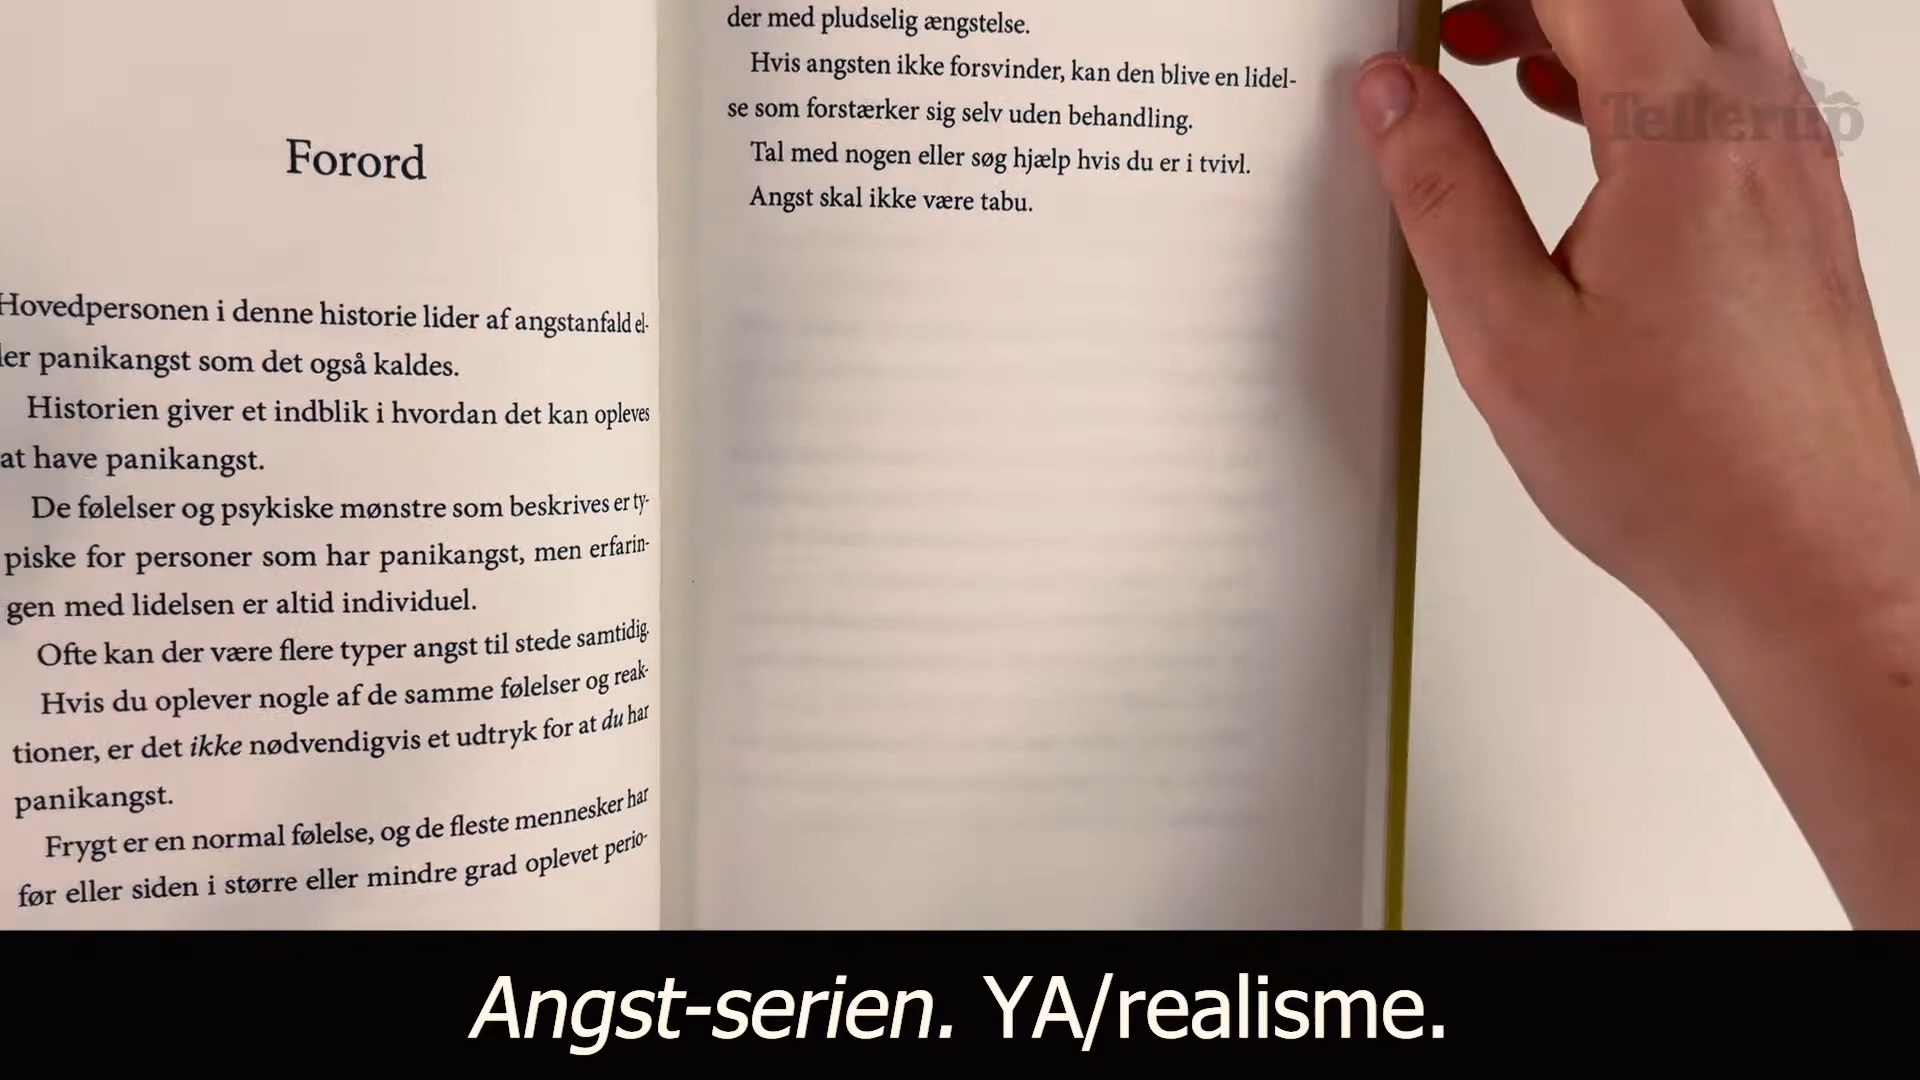 Forord
Hovedpersonen i denne historie lider af angstanfald el-
ler panikangst som det også kaldes.
Historien giver et indblik i hvordan det kan opleves
at have panikangst.
De følelser og psykiske mønstre som beskrives er ty-
piske for personer som har panikangst, men erfarin-
gen med lidelsen er altid individuel.
Ofte kan der være flere typer angst til stede samtidig.
Hvis du oplever nogle af de samme følelser og reak-
tioner, er det ikke nødvendigvis et udtryk for at du har
panikangst.
Frygt er en normal følelse, og de fleste mennesker har
før eller siden i større eller mindre grad oplevet perio-
der med pludselig ængstelse.
Hvis angsten ikke forsvinder, kan den blive en lidel-
se som forstærker sig selv uden behandling.
Tal med nogen eller søg hjælp hvis du er i tvivl.
Angst skal ikke være tabu.
Tellerup
Angst-serien. YA/realisme.